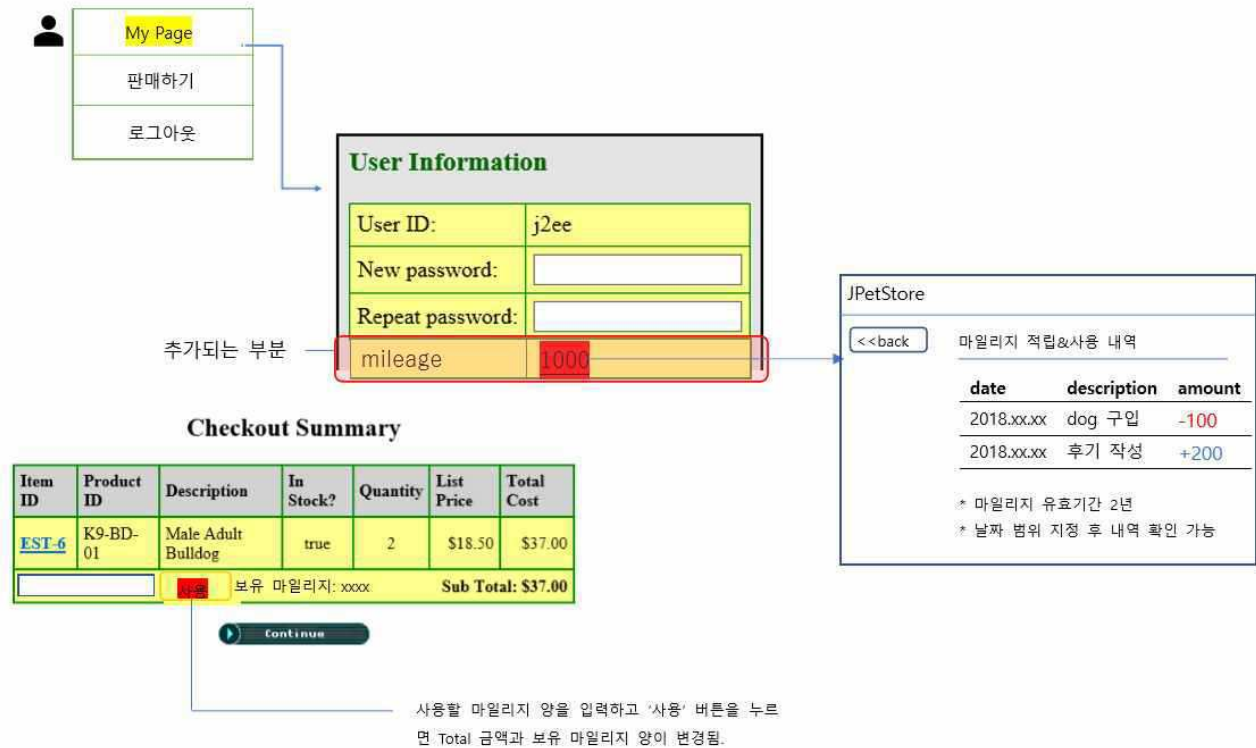 My Page
판매하기
로그아웃
User Information
User ID: j2ee
New password:
Repeat password:
추가되는 부분
mileage 1000
JPetStore
<<back 마일리지 적립&사용 내역
date description amount
2018.xx.xx dog 구입 -100
2018.xx.xx 후기 작성 +200
* 마일리지 유효기간 2년
* 날짜 범위 지정 후 내역 확인 가능
Checkout Summary
Item ID Product ID Description In Stock? Quantity List Price Total Cost
EST-6 K9-BD-01 Male Adult Bulldog true 2 $18.50 $37.00
사용 보유 마일리지: xxxx Sub Total: $37.00
Continue
사용할 마일리지 양을 입력하고 ‘사용’ 버튼을 누르
면 Total 금액과 보유 마일리지 양이 변경됨.